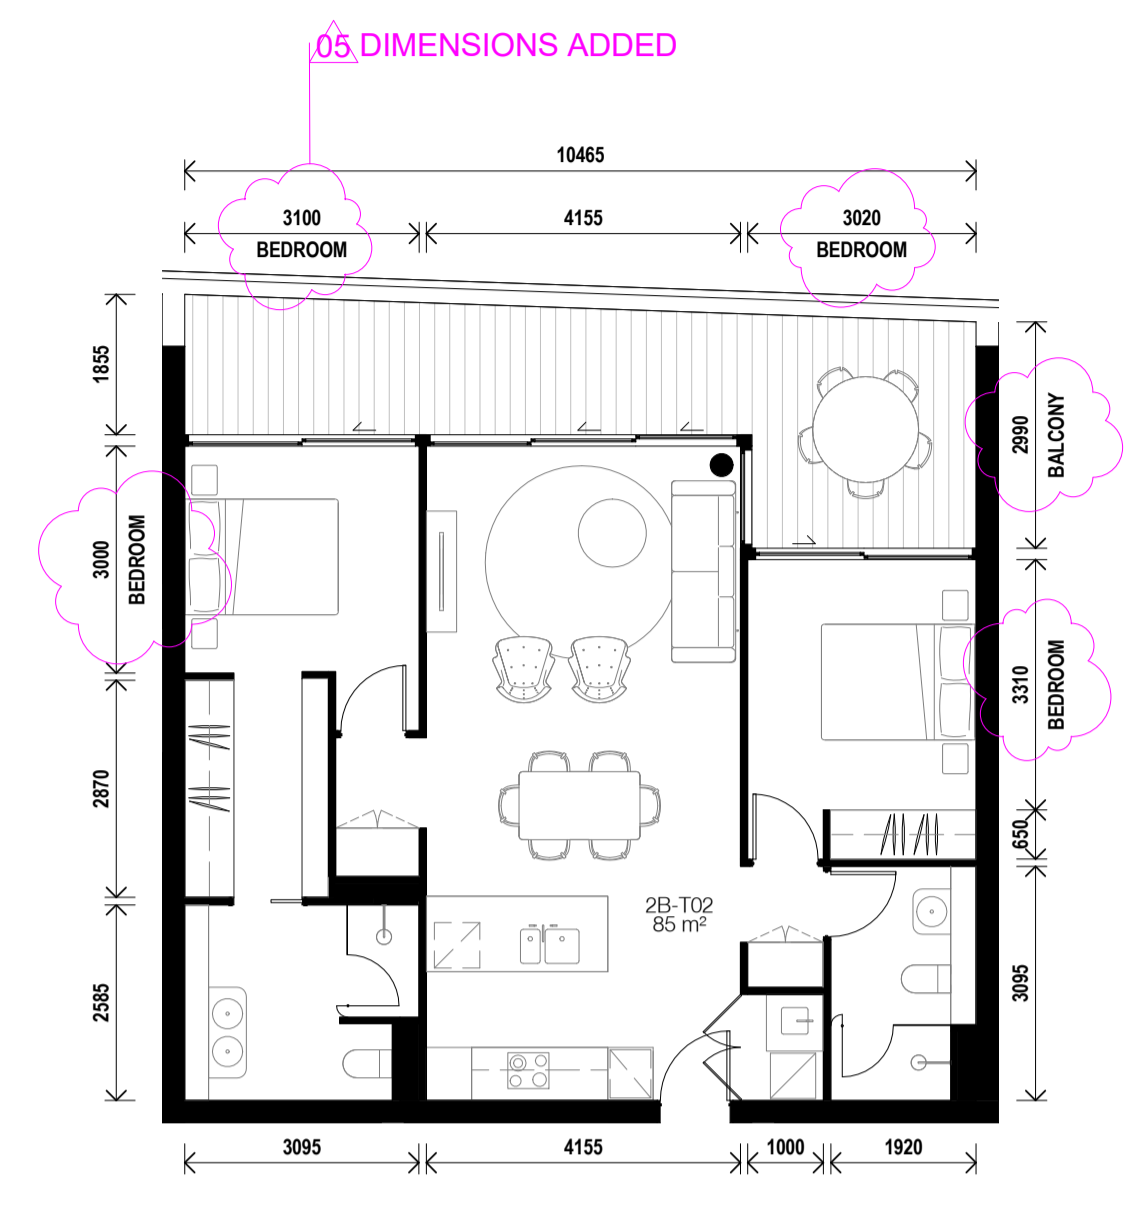 05 DIMENSIONS ADDED
10465
3100
4155
3020
BEDROOM
BEDROOM
1855
2990
BALCONY
3000
BEDROOM
3310
BEDROOM
2870
650
2B-T02
85 m²
2585
3095
3095
4155
1000
1920